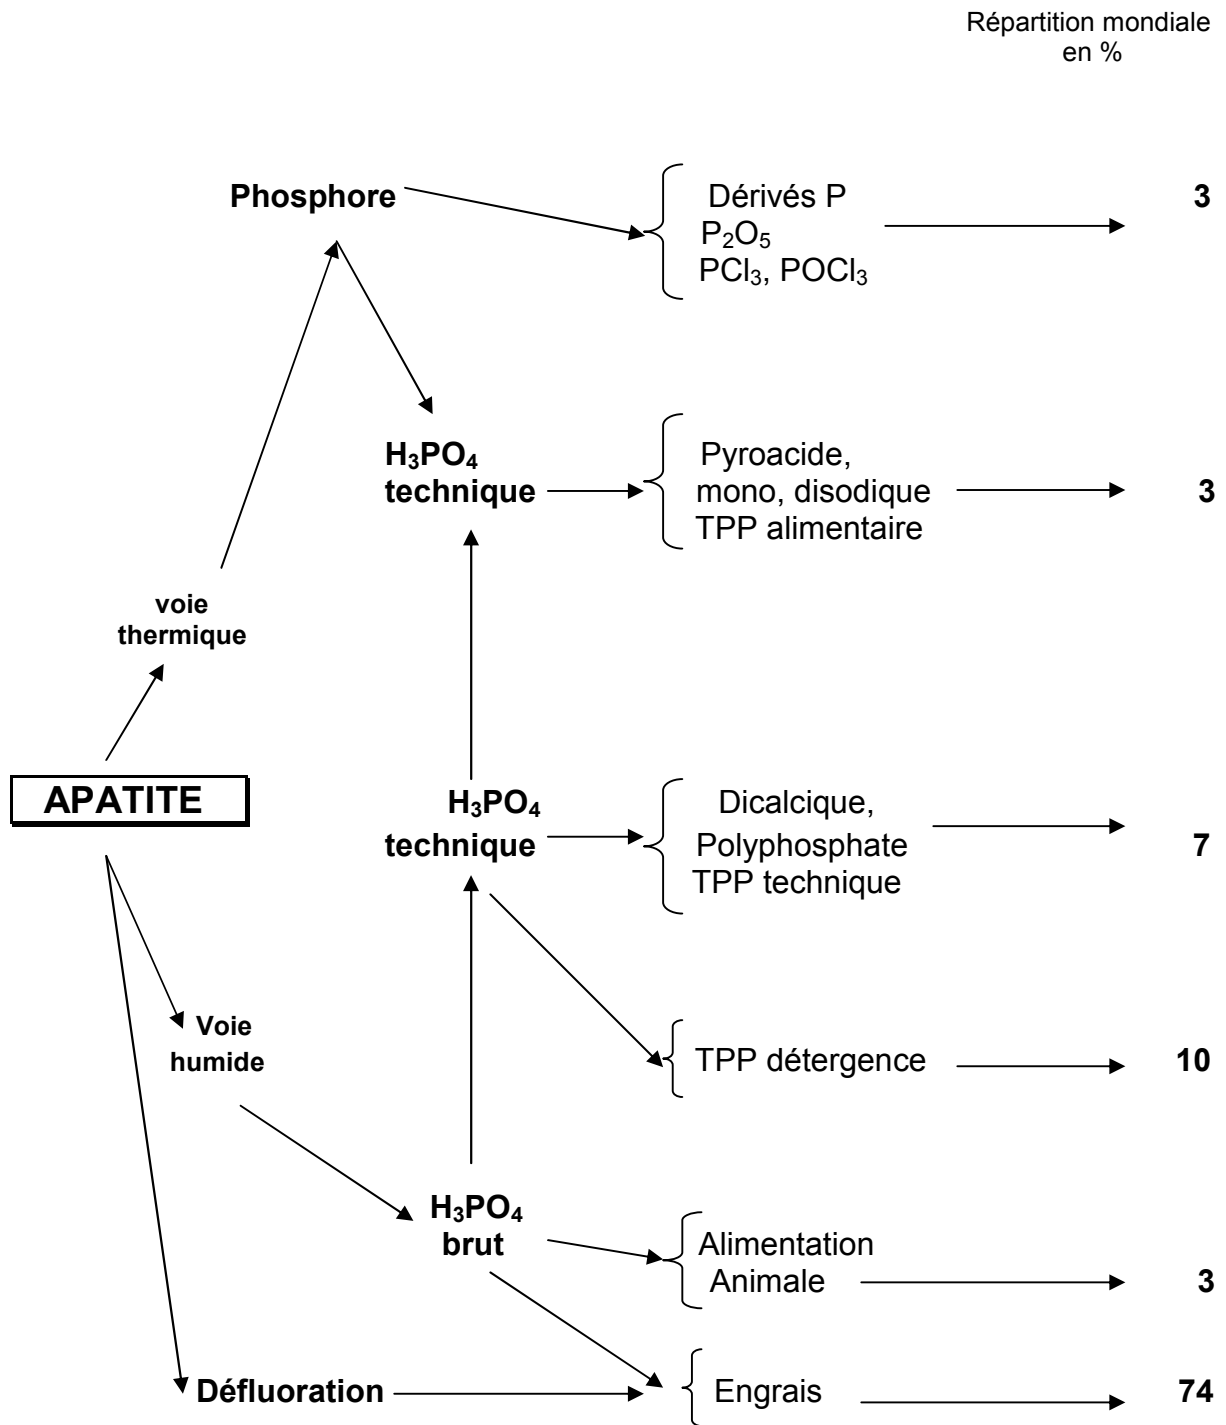 Répartition mondiale
en %
Phosphore
Dérivés P
P₂O₅
PCl₃, POCl₃
3
H₃PO₄
technique
Pyroacide,
mono, disodique
TPP alimentaire
3
voie
thermique
APATITE
H₃PO₄
technique
Dicalcique,
Polyphosphate
TPP technique
7
Voie
humide
TPP détergence
10
H₃PO₄
brut
Alimentation
Animale
3
Défluoration
Engrais
74